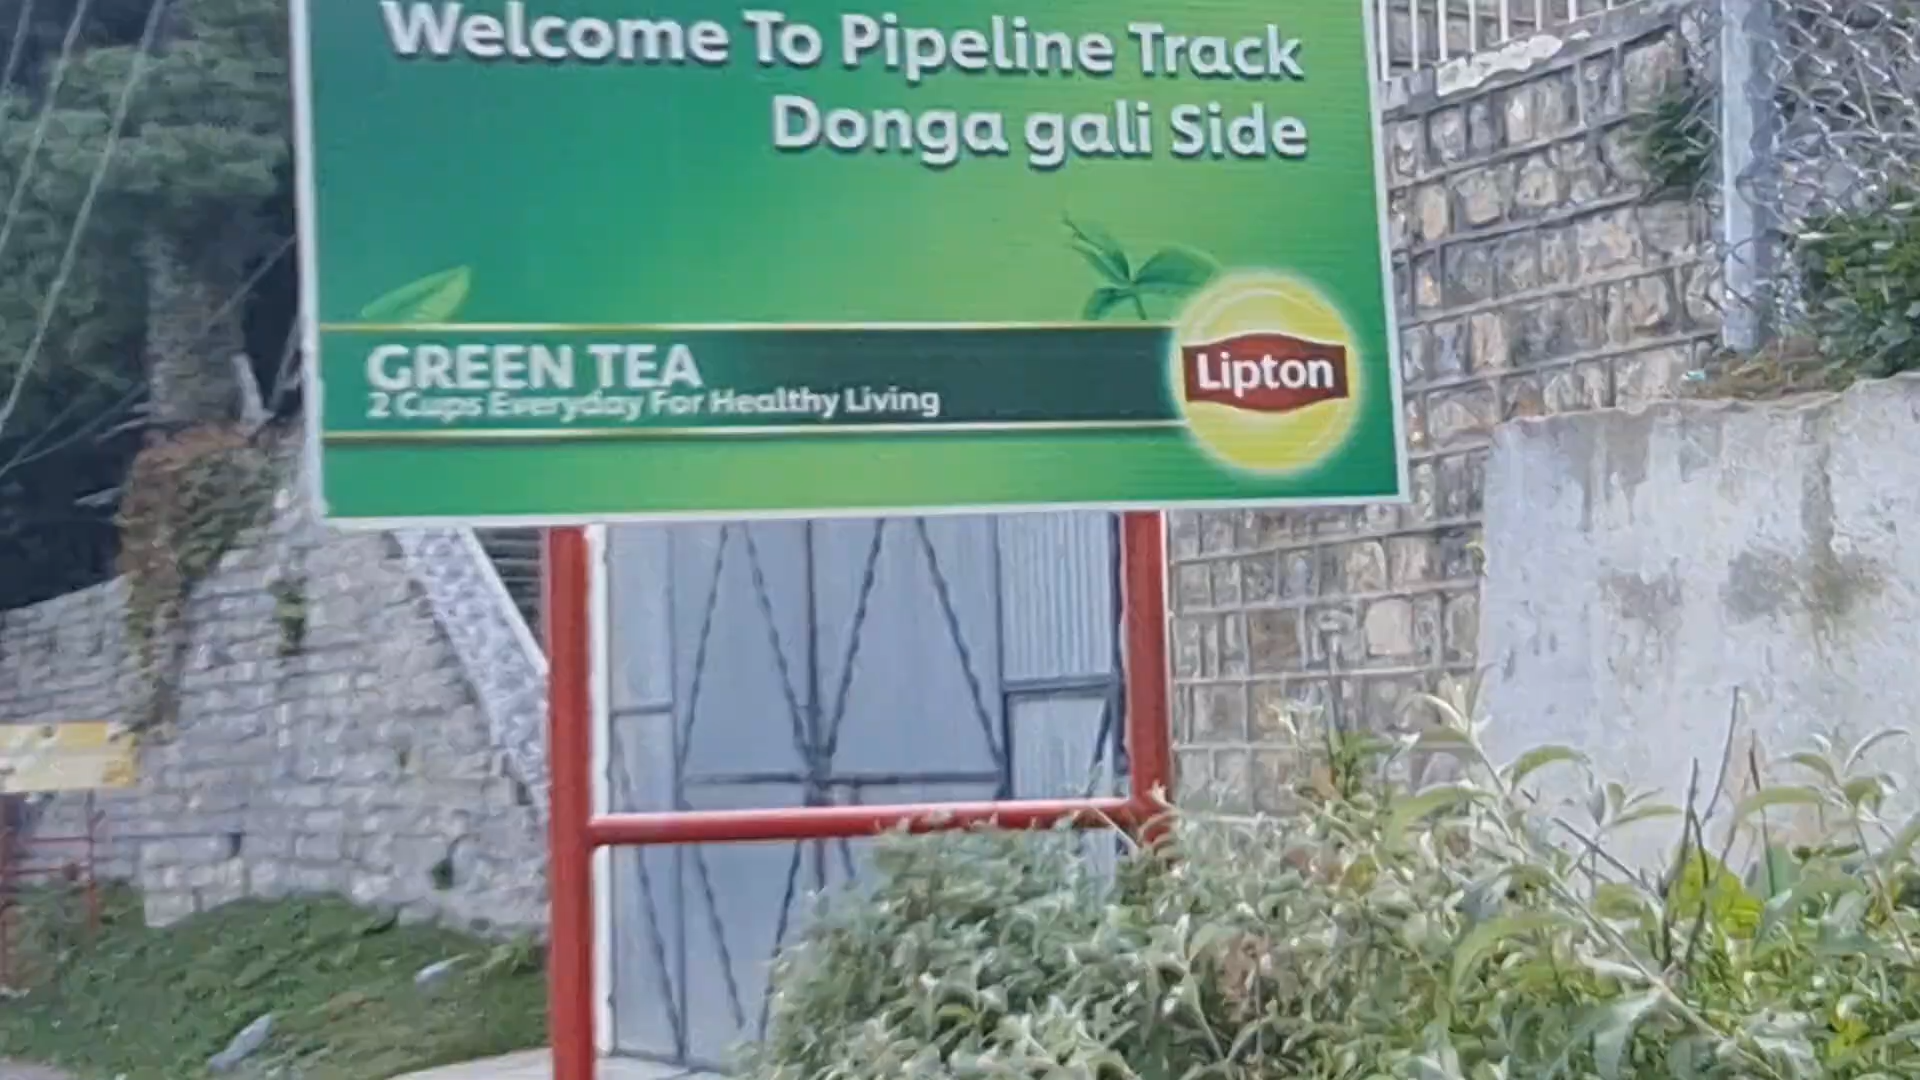 Welcome To Pipeline Track
Donga gali Side
GREEN TEA
2 Cups Everyday For Healthy Living
Lipton